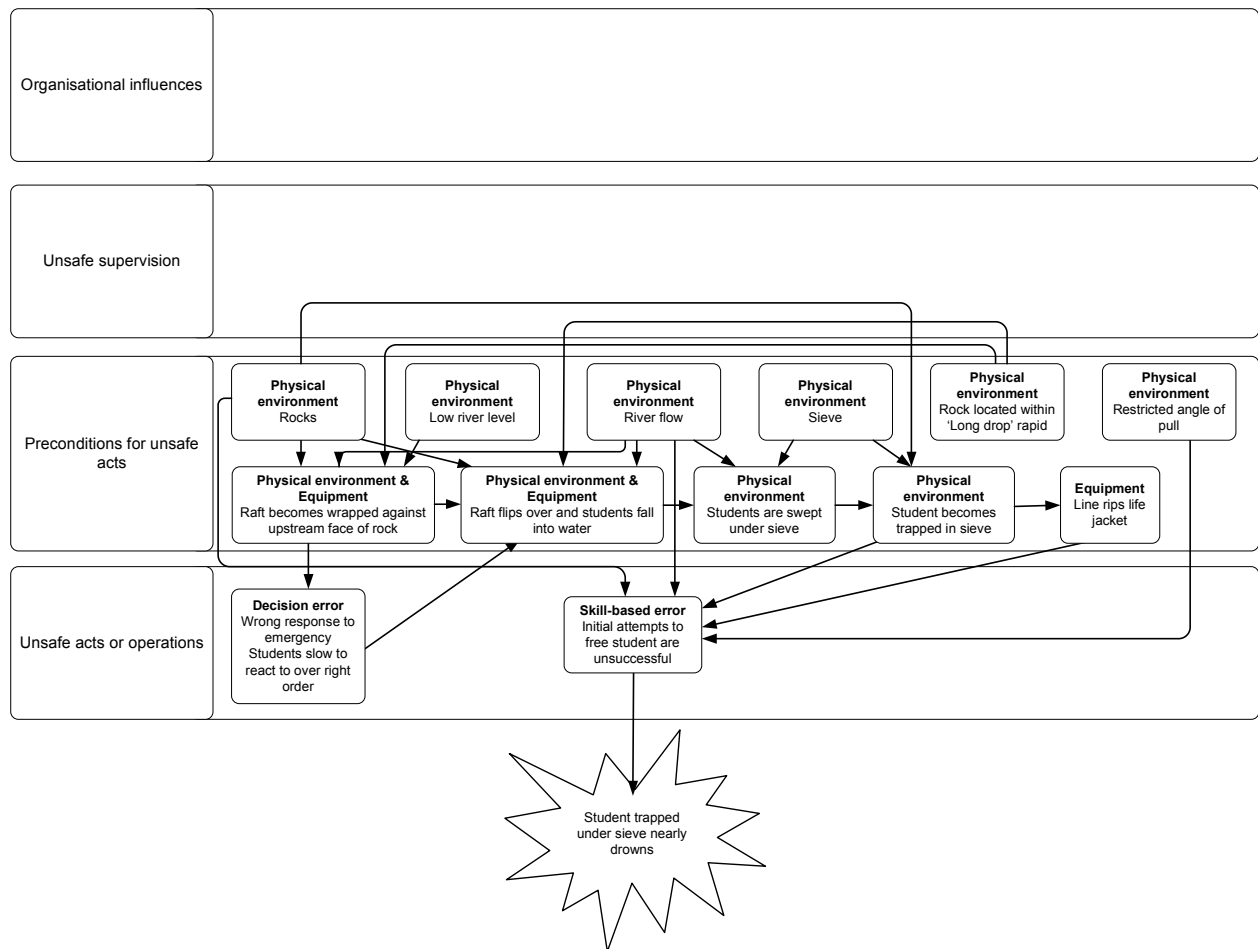 Organisational influences
Unsafe supervision
Preconditions for unsafe
acts
Physical
environment
Rocks
Physical
environment
Low river level
Physical
environment
River flow
Physical
environment
Sieve
Physical
environment
Rock located within
‘Long drop’ rapid
Physical
environment
Restricted angle of
pull
Physical environment &
Equipment
Raft becomes wrapped against
upstream face of rock
Physical environment &
Equipment
Raft flips over and students fall
into water
Physical
environment
Students are swept
under sieve
Physical
environment
Student becomes
trapped in sieve
Equipment
Line rips life
jacket
Unsafe acts or operations
Decision error
Wrong response to
emergency
Students slow to
react to over right
order
Skill-based error
Initial attempts to
free student are
unsuccessful
Student trapped
under sieve nearly
drowns